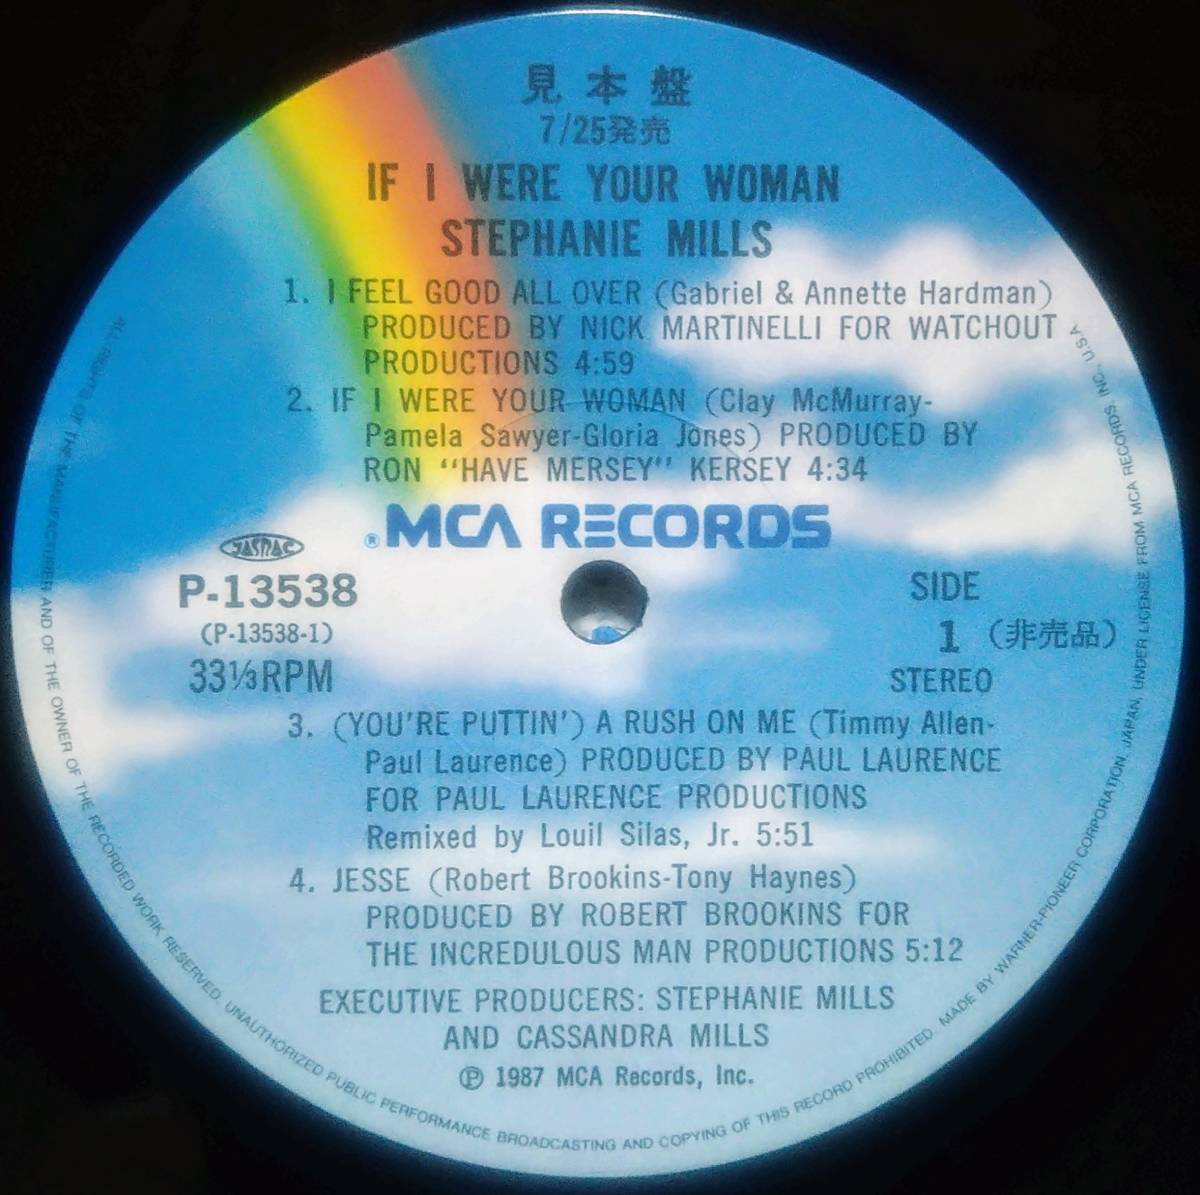 見本盤
7/25発売
IF I WERE YOUR WOMAN
STEPHANIE MILLS
1. I FEEL GOOD ALL OVER (Gabriel & Annette Hardman)
PRODUCED BY NICK MARTINELLI FOR WATCHOUT
PRODUCTIONS 4:59
2. IF I WERE YOUR WOMAN (Clay McMurray-
Pamela Sawyer-Gloria Jones) PRODUCED BY
RON “HAVE MERSEY” KERSEY 4:34
® MCA RECORDS
JASRAC
P-13538
(P-13538-1)
33⅓RPM
SIDE
1 (非売品)
STEREO
3. (YOU'RE PUTTIN') A RUSH ON ME (Timmy Allen-
Paul Laurence) PRODUCED BY PAUL LAURENCE
FOR PAUL LAURENCE PRODUCTIONS
Remixed by Louil Silas, Jr. 5:51
4. JESSE (Robert Brookins-Tony Haynes)
PRODUCED BY ROBERT BROOKINS FOR
THE INCREDULOUS MAN PRODUCTIONS 5:12
EXECUTIVE PRODUCERS: STEPHANIE MILLS
AND CASSANDRA MILLS
℗ 1987 MCA Records, Inc.
ALL RIGHTS OF THE MANUFACTURER AND OF THE OWNER OF THE RECORDED WORK RESERVED. UNAUTHORIZED PUBLIC PERFORMANCE BROADCASTING AND COPYING OF THIS RECORD PROHIBITED. MADE BY WARNER-PIONEER CORPORATION, JAPAN, UNDER LICENSE FROM MCA RECORDS, INC., U.S.A.